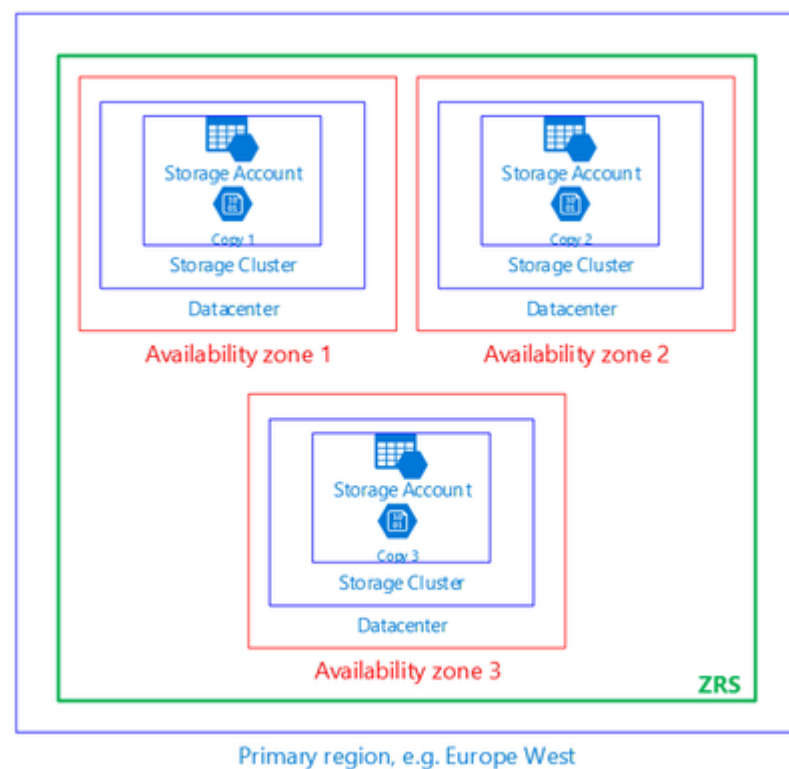 Storage Account
Copy 1
Storage Cluster
Datacenter
Availability zone 1
Storage Account
Copy 2
Storage Cluster
Datacenter
Availability zone 2
Storage Account
Copy 3
Storage Cluster
Datacenter
Availability zone 3
ZRS
Primary region, e.g. Europe West